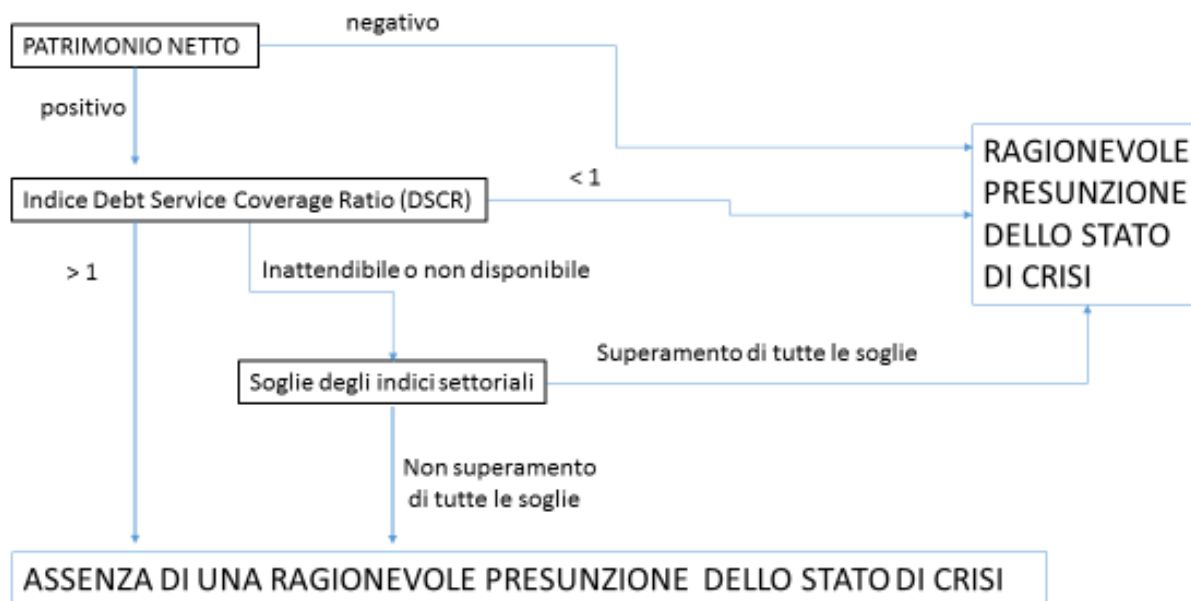 negativo
PATRIMONIO NETTO
positivo
RAGIONEVOLE
PRESUNZIONE
DELLO STATO
DI CRISI
< 1
Indice Debt Service Coverage Ratio (DSCR)
> 1
Inattendibile o non disponibile
Superamento di tutte le soglie
Soglie degli indici settoriali
Non superamento
di tutte le soglie
ASSENZA DI UNA RAGIONEVOLE PRESUNZIONE DELLO STATO DI CRISI